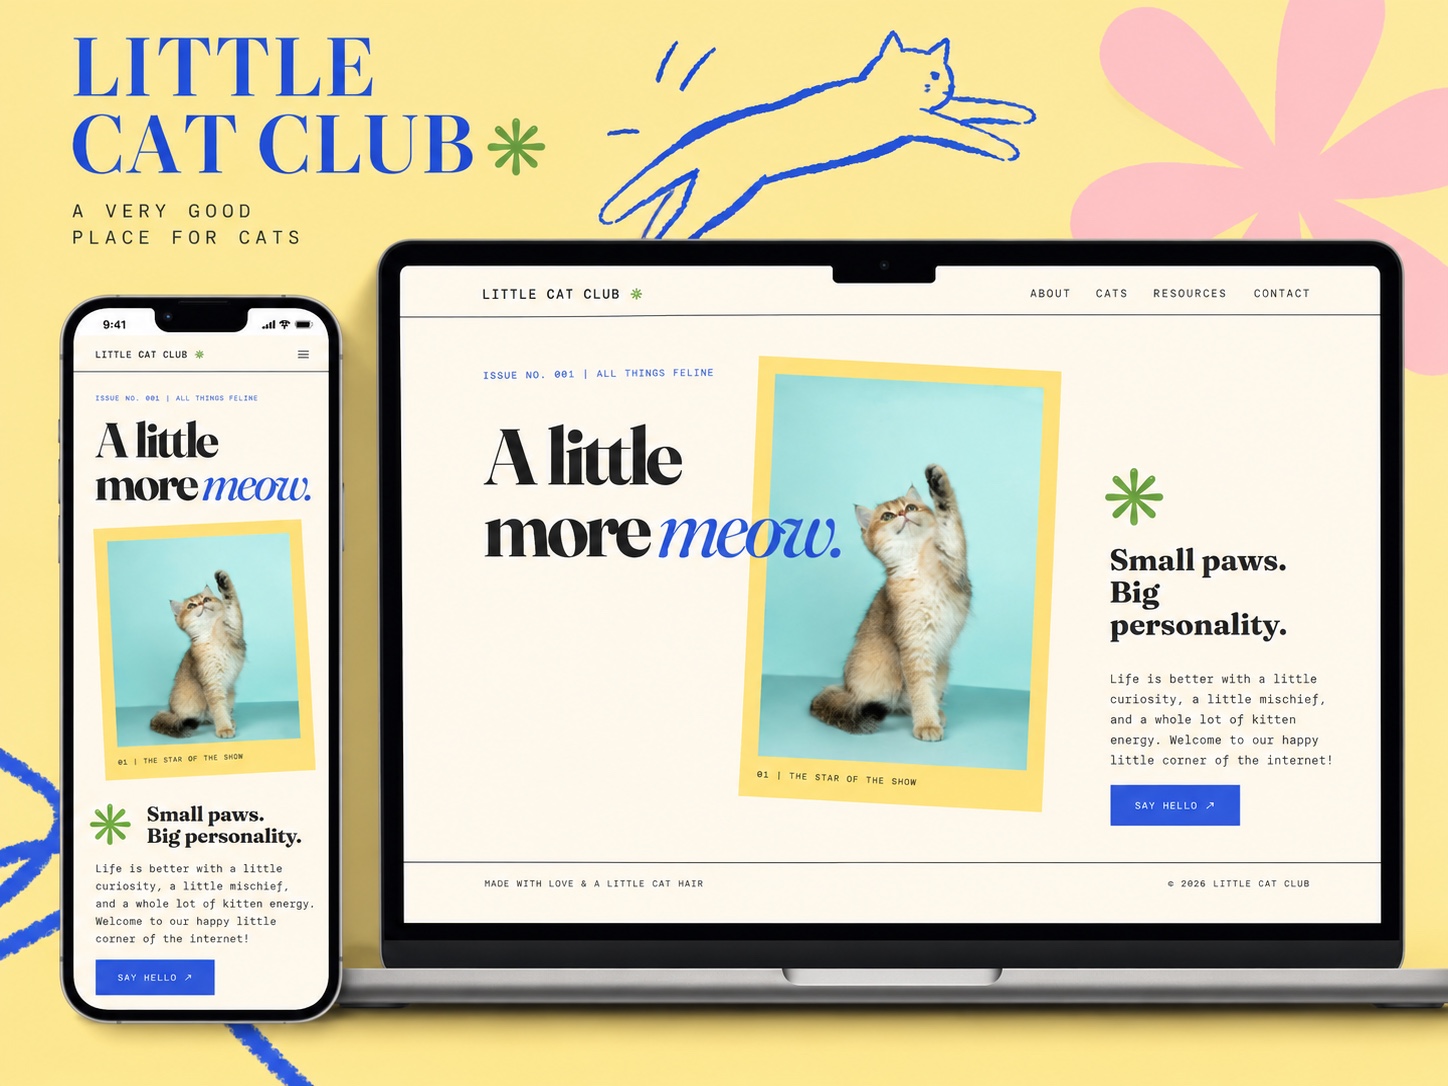 LITTLE
CAT CLUB
A VERY GOOD
PLACE FOR CATS
9:41
LITTLE CAT CLUB
ISSUE NO. 001 | ALL THINGS FELINE
A little
more meow.
01 | THE STAR OF THE SHOW
Small paws.
Big personality.
Life is better with a little
curiosity, a little mischief,
and a whole lot of kitten energy.
Welcome to our happy little
corner of the internet!
SAY HELLO ↗
LITTLE CAT CLUB
ABOUT CATS RESOURCES CONTACT
ISSUE NO. 001 | ALL THINGS FELINE
A little
more meow.
01 | THE STAR OF THE SHOW
Small paws.
Big
personality.
Life is better with a little
curiosity, a little mischief,
and a whole lot of kitten
energy. Welcome to our happy
little corner of the internet!
SAY HELLO ↗
MADE WITH LOVE & A LITTLE CAT HAIR
© 2026 LITTLE CAT CLUB